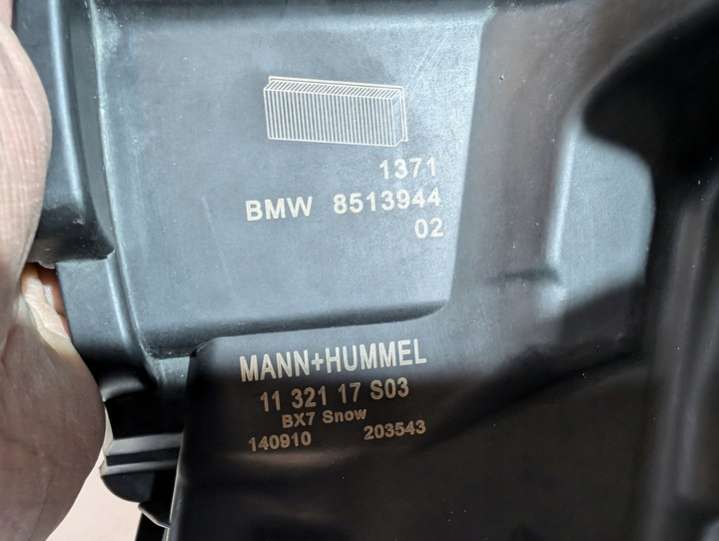 1371
BMW 8513944
02
MANN+HUMMEL
11 321 17 S03
BX7 Snow
140910 203543